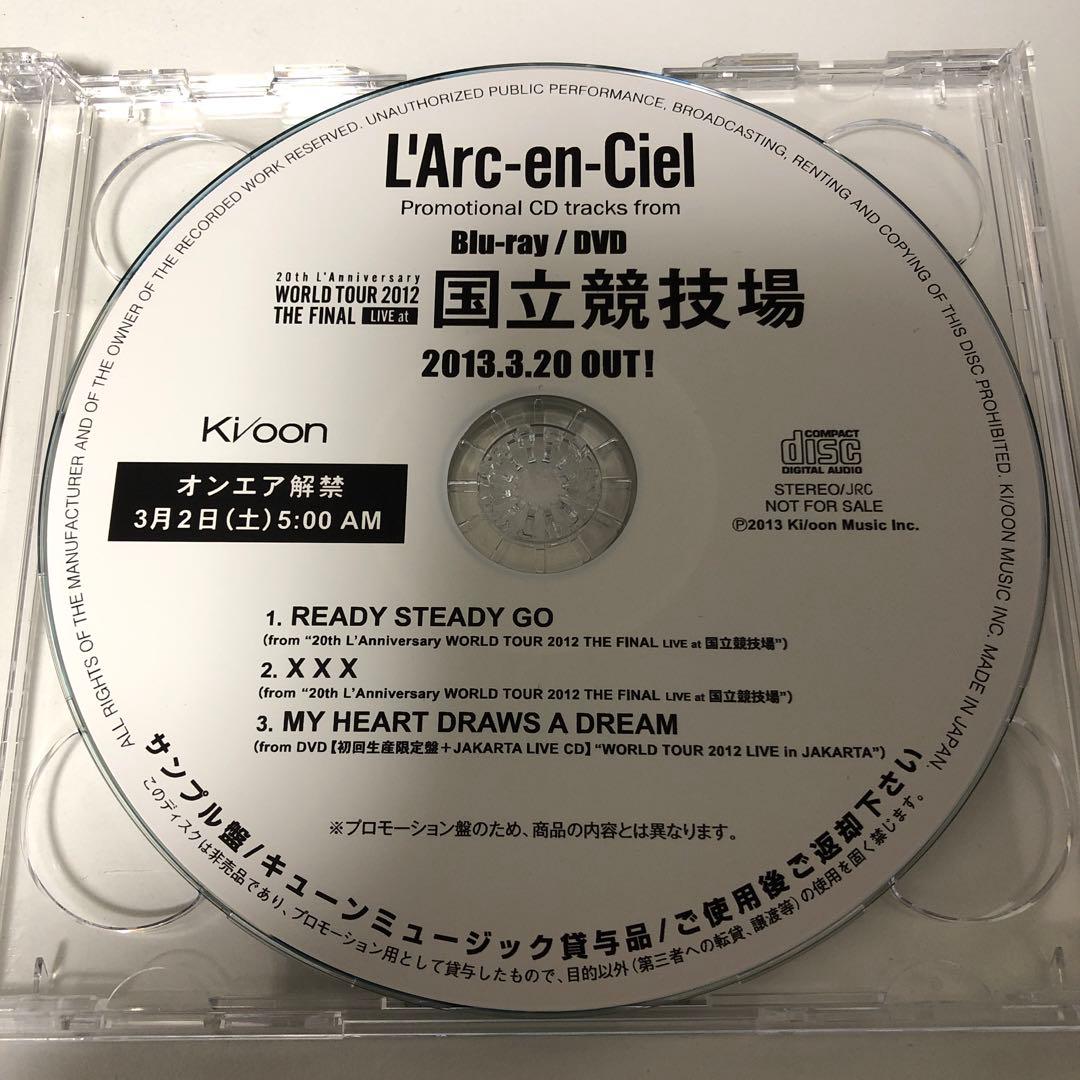 ALL RIGHTS OF THE MANUFACTURER AND OF THE OWNER OF THE RECORDED WORK RESERVED. UNAUTHORIZED PUBLIC PERFORMANCE, BROADCASTING, RENTING AND COPYING OF THIS DISC PROHIBITED. KI/OON MUSIC INC. MADE IN JAPAN.
L'Arc-en-Ciel
Promotional CD tracks from
Blu-ray / DVD
20th L'Anniversary
WORLD TOUR 2012
THE FINAL LIVE at 国立競技場
2013.3.20 OUT!
Ki/oon
オンエア解禁
3月2日(土)5:00 AM
COMPACT
disc
DIGITAL AUDIO
STEREO/JRC
NOT FOR SALE
Ⓟ2013 Ki/oon Music Inc.
1. READY STEADY GO
(from “20th L'Anniversary WORLD TOUR 2012 THE FINAL LIVE at 国立競技場”)
2. X X X
(from “20th L'Anniversary WORLD TOUR 2012 THE FINAL LIVE at 国立競技場”)
3. MY HEART DRAWS A DREAM
(from DVD【初回生産限定盤+JAKARTA LIVE CD】“WORLD TOUR 2012 LIVE in JAKARTA”)
※プロモーション盤のため、商品の内容とは異なります。
サンプル盤/キューンミュージック貸与品/ご使用後ご返却下さい
このディスクは非売品であり、プロモーション用として貸与したもので、目的以外(第三者への転貸、譲渡等)の使用を固く禁じます。